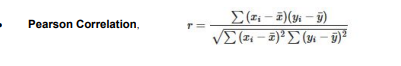 • Pearson Correlation, r = ∑(xᵢ − x̄)(yᵢ − ȳ) / √∑(xᵢ − x̄)² ∑(yᵢ − ȳ)²